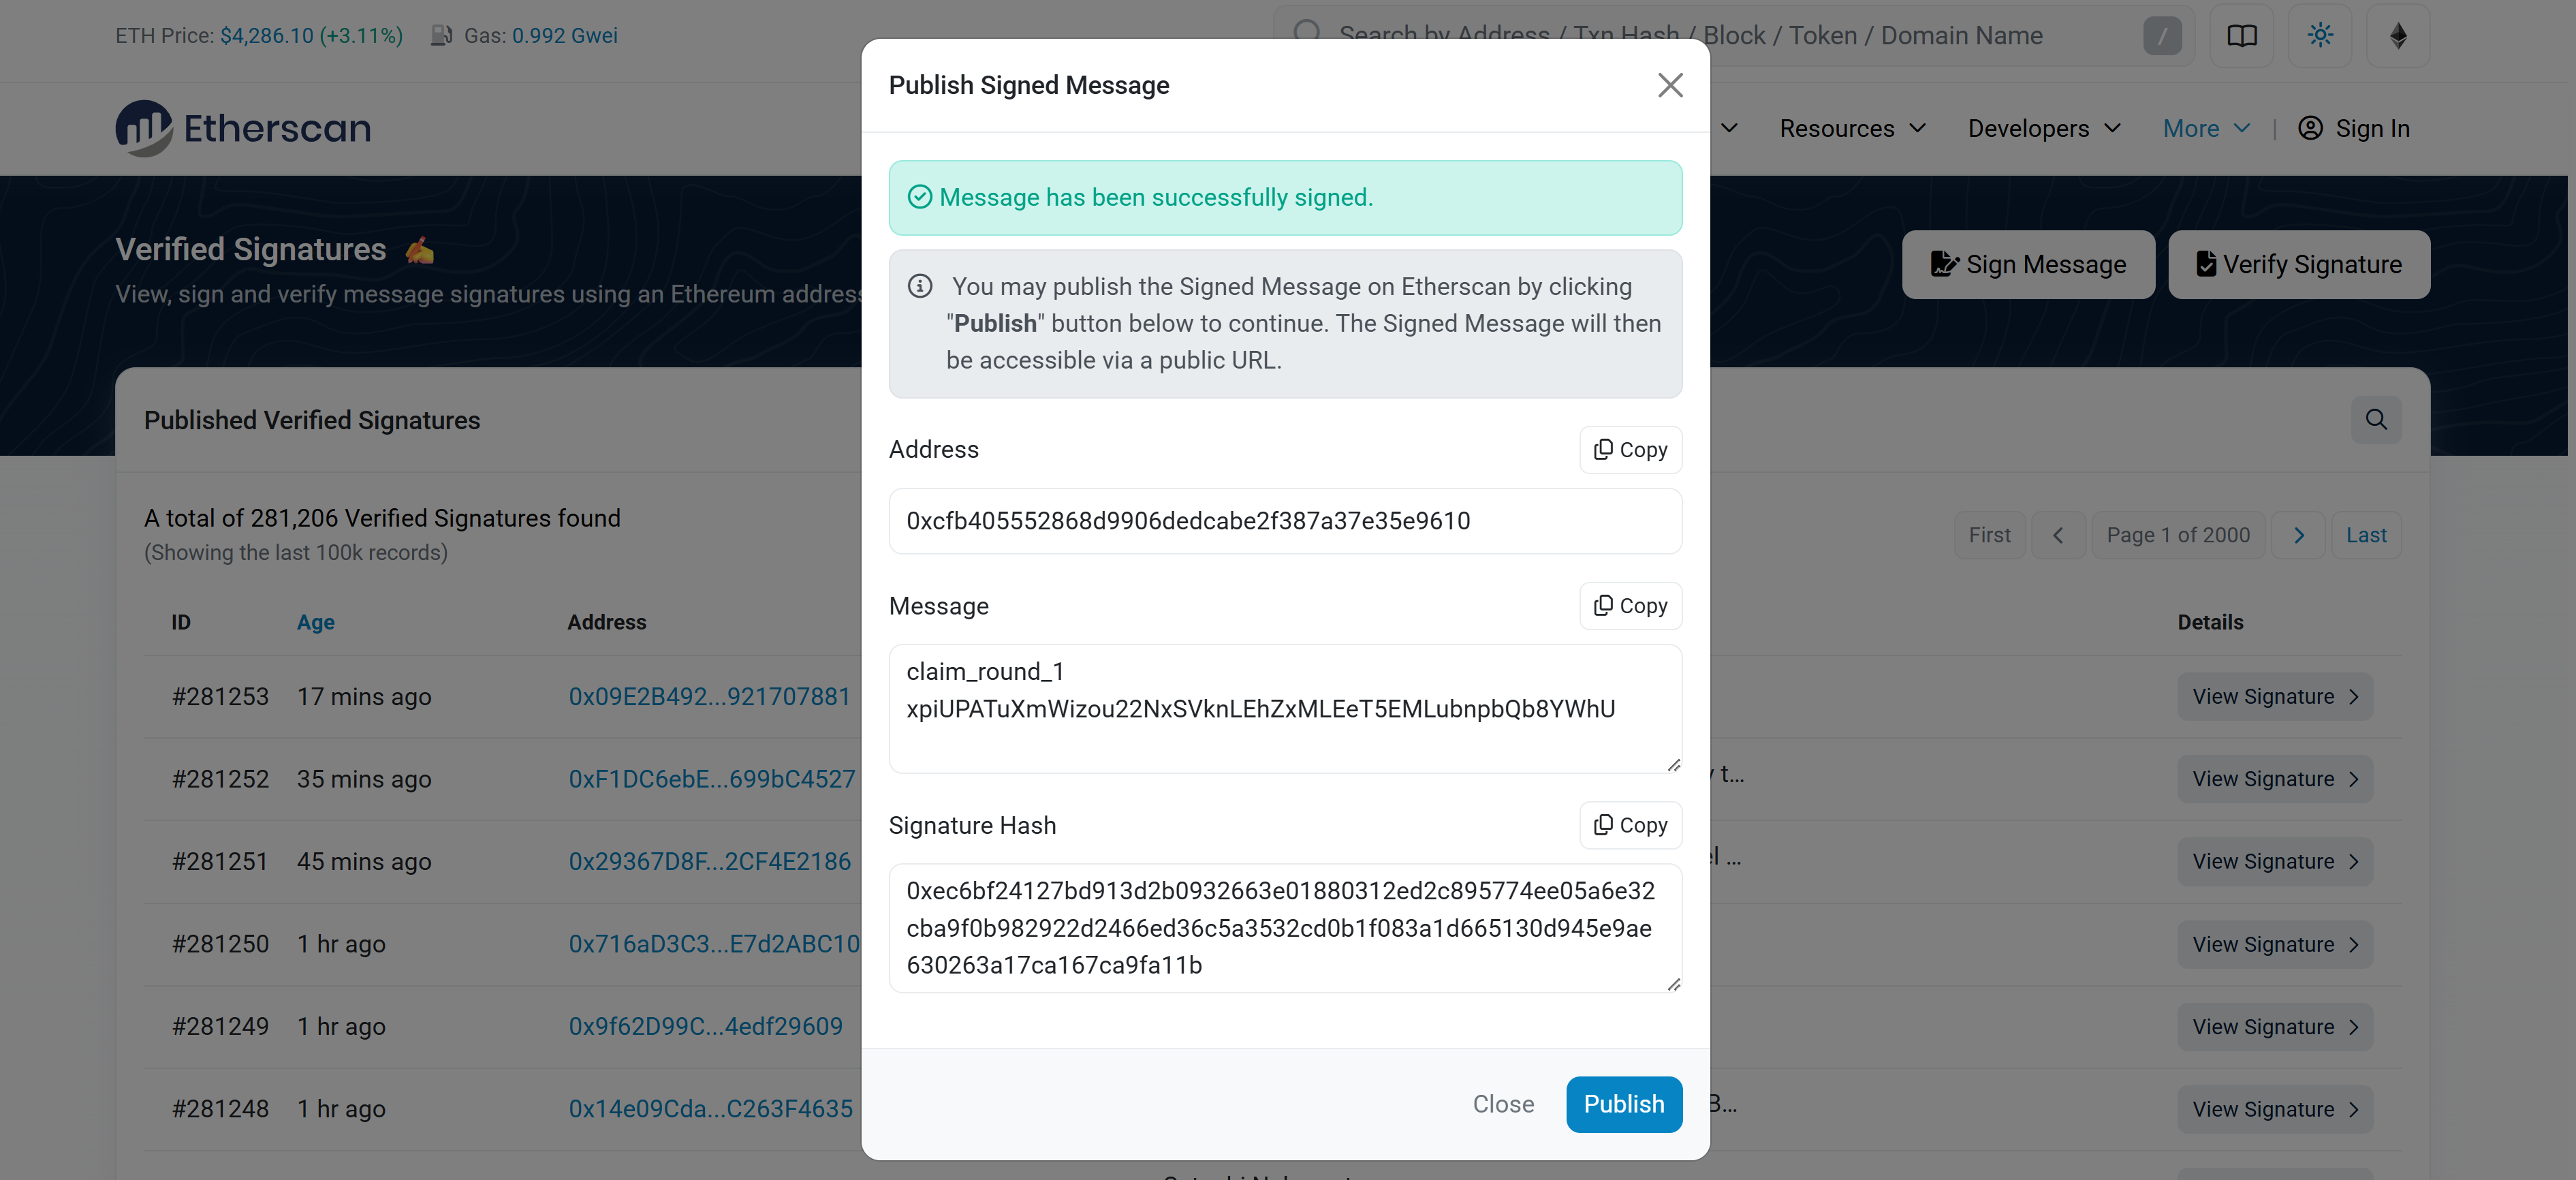 ETH Price: $4,286.10 (+3.11%) Gas: 0.992 Gwei
Search by Address / Txn Hash / Block / Token / Domain Name /
Etherscan
Resources Developers More | Sign In
Verified Signatures
View, sign and verify message signatures using an Ethereum address
Sign Message Verify Signature
Published Verified Signatures
A total of 281,206 Verified Signatures found
(Showing the last 100k records)
First Page 1 of 2000 Last
ID Age Address Details
#281253 17 mins ago 0x09E2B492...921707881 View Signature
#281252 35 mins ago 0xF1DC6ebE...699bC4527 t... View Signature
#281251 45 mins ago 0x29367D8F...2CF4E2186 ... View Signature
#281250 1 hr ago 0x716aD3C3...E7d2ABC10 View Signature
#281249 1 hr ago 0x9f62D99C...4edf29609 View Signature
#281248 1 hr ago 0x14e09Cda...C263F4635 View Signature
Publish Signed Message
Message has been successfully signed.
You may publish the Signed Message on Etherscan by clicking
"Publish" button below to continue. The Signed Message will then
be accessible via a public URL.
Address Copy
0xcfb405552868d9906dedcabe2f387a37e35e9610
Message Copy
claim_round_1
xpiUPATuXmWizou22NxSVknLEhZxMLEeT5EMLubnpbQb8YWhU
Signature Hash Copy
0xec6bf24127bd913d2b0932663e01880312ed2c895774ee05a6e32
cba9f0b982922d2466ed36c5a3532cd0b1f083a1d665130d945e9ae
630263a17ca167ca9fa11b
Close Publish